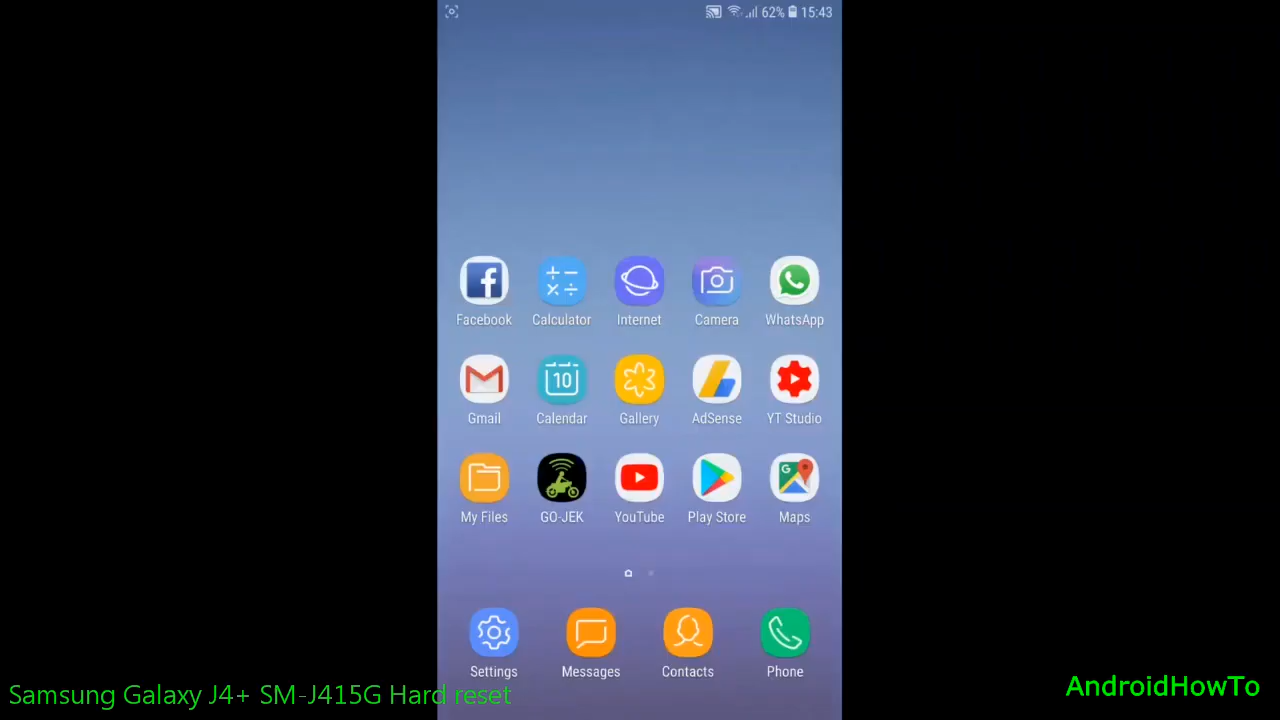 62% 15:43
Facebook Calculator Internet Camera WhatsApp
10
Gmail Calendar Gallery AdSense YT Studio
G
My Files GO-JEK YouTube Play Store Maps
Settings Messages Contacts Phone
Samsung Galaxy J4+ SM-J415G Hard reset
AndroidHowTo